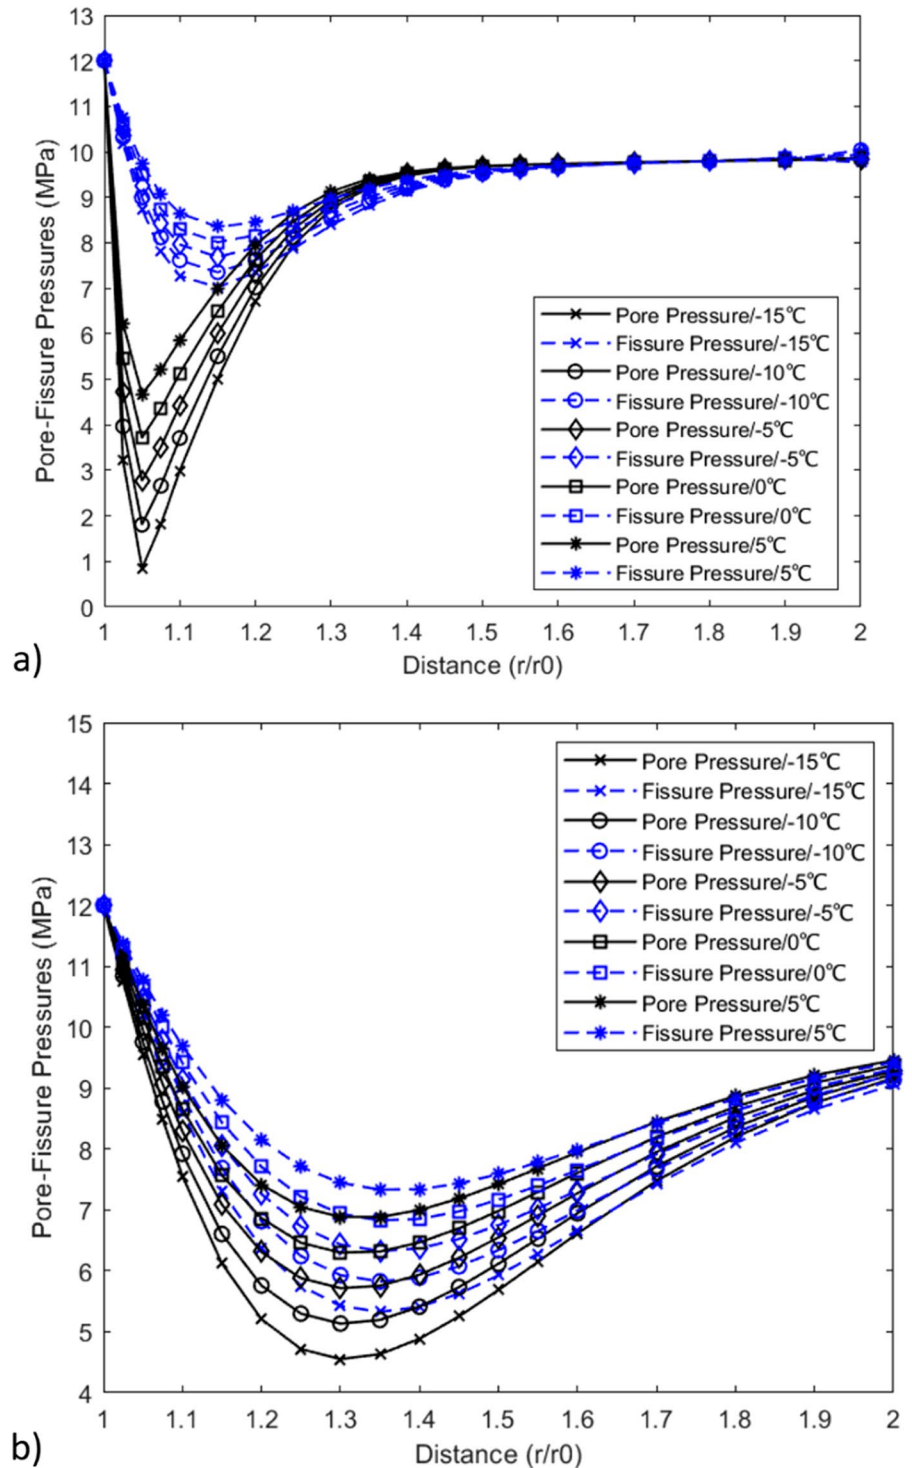 13
12
11
10
9
8
7
6
5
4
3
2
1
0
Pore-Fissure Pressures (MPa)
Pore Pressure/-15℃
Fissure Pressure/-15℃
Pore Pressure/-10℃
Fissure Pressure/-10℃
Pore Pressure/-5℃
Fissure Pressure/-5℃
Pore Pressure/0℃
Fissure Pressure/0℃
Pore Pressure/5℃
Fissure Pressure/5℃
1 1.1 1.2 1.3 1.4 1.5 1.6 1.7 1.8 1.9 2
Distance (r/r0)
a)
15
14
13
12
11
10
9
8
7
6
5
4
Pore-Fissure Pressures (MPa)
Pore Pressure/-15℃
Fissure Pressure/-15℃
Pore Pressure/-10℃
Fissure Pressure/-10℃
Pore Pressure/-5℃
Fissure Pressure/-5℃
Pore Pressure/0℃
Fissure Pressure/0℃
Pore Pressure/5℃
Fissure Pressure/5℃
1 1.1 1.2 1.3 1.4 1.5 1.6 1.7 1.8 1.9 2
Distance (r/r0)
b)